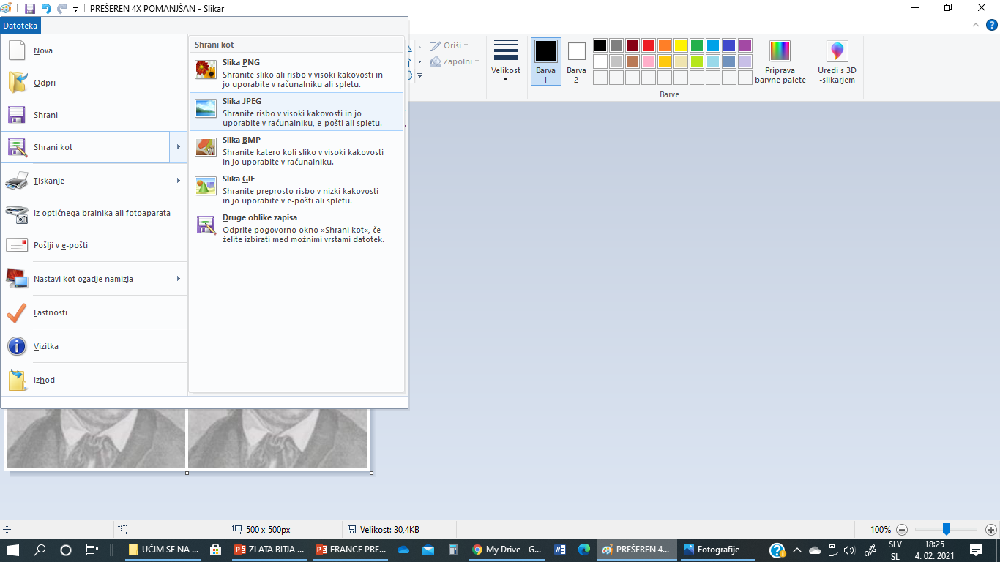 PREŠEREN 4X POMANJŠAN - Slikar
Datoteka
Nova
Odpri
Shrani
Shrani kot
Tiskanje
Iz optičnega bralnika ali fotoaparata
Pošlji v e-pošti
Nastavi kot ozadje namizja
Lastnosti
Vizitka
Izhod
Shrani kot
Slika PNG
Shranite sliko ali risbo v visoki kakovosti in
jo uporabite v računalniku ali spletu.
Slika JPEG
Shranite risbo v visoki kakovosti in jo
uporabite v računalniku, e-pošti ali spletu.
Slika BMP
Shranite katero koli sliko v visoki kakovosti
in jo uporabite v računalniku.
Slika GIF
Shranite preprosto risbo v nizki kakovosti
in jo uporabite v e-pošti ali spletu.
Druge oblike zapisa
Odprite pogovorno okno »Shrani kot«, če
želite izbirati med možnimi vrstami datotek.
Oriši
Zapolni
Velikost
Barva
1
Barva
2
Priprava
barvne palete
Uredi s 3D
-slikarjem
Barve
500 x 500px
Velikost: 30,4KB
100%
UČIM SE NA ...
ZLATA BITJA ...
FRANCE PRE...
My Drive - G...
PREŠEREN 4...
Fotografije
SLV
SL
18:25
4. 02. 2021